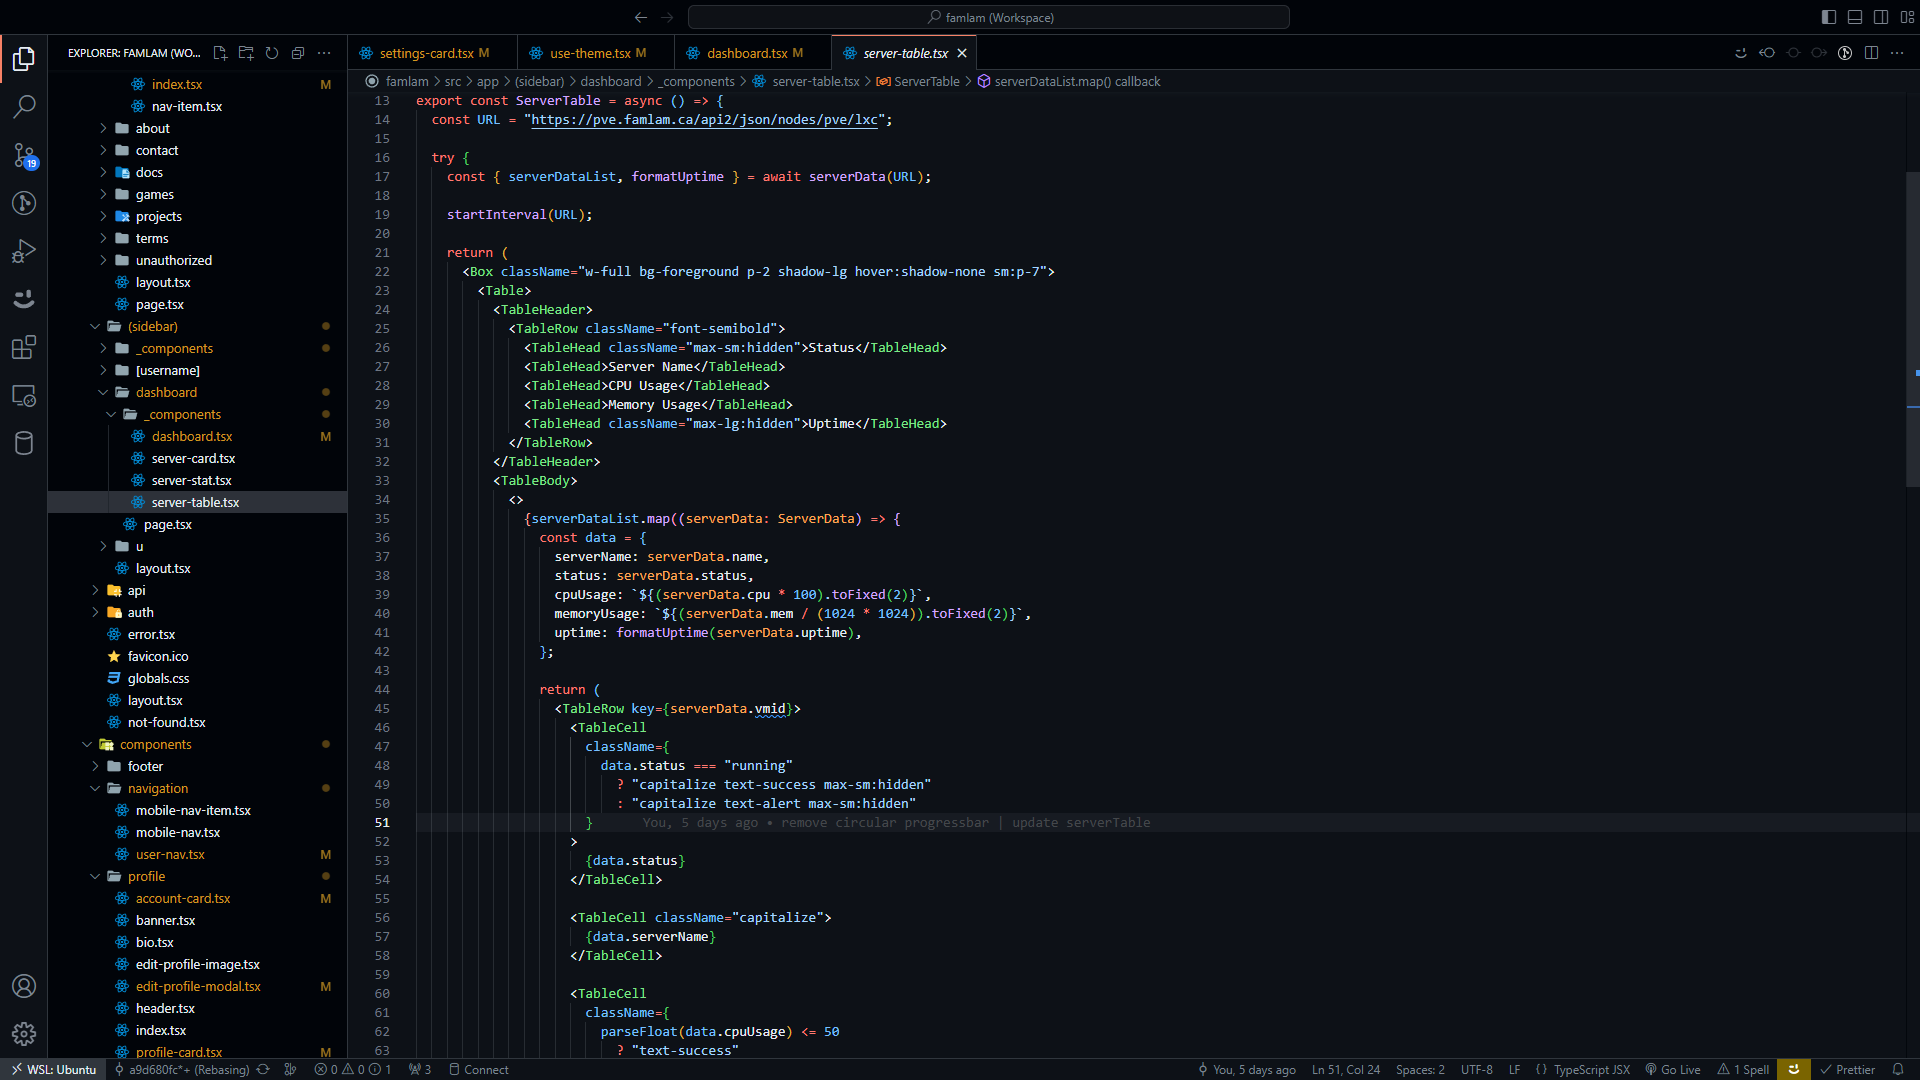 famlam (Workspace)
EXPLORER: FAMLAM (WO...
index.tsx M
nav-item.tsx
about
contact
docs
games
projects
terms
unauthorized
layout.tsx
page.tsx
(sidebar)
_components
[username]
dashboard
_components
dashboard.tsx M
server-card.tsx
server-stat.tsx
server-table.tsx
page.tsx
u
layout.tsx
api
auth
error.tsx
favicon.ico
globals.css
layout.tsx
not-found.tsx
components
footer
navigation
mobile-nav-item.tsx
mobile-nav.tsx
user-nav.tsx M
profile
account-card.tsx M
banner.tsx
bio.tsx
edit-profile-image.tsx
edit-profile-modal.tsx M
header.tsx
index.tsx
profile-card.tsx M
19
settings-card.tsx M use-theme.tsx M dashboard.tsx M server-table.tsx
famlam > src > app > (sidebar) > dashboard > _components > server-table.tsx > ServerTable > serverDataList.map() callback
13 export const ServerTable = async () => {
14 const URL = "https://pve.famlam.ca/api2/json/nodes/pve/lxc";
15
16 try {
17 const { serverDataList, formatUptime } = await serverData(URL);
18
19 startInterval(URL);
20
21 return (
22 <Box className="w-full bg-foreground p-2 shadow-lg hover:shadow-none sm:p-7">
23 <Table>
24 <TableHeader>
25 <TableRow className="font-semibold">
26 <TableHead className="max-sm:hidden">Status</TableHead>
27 <TableHead>Server Name</TableHead>
28 <TableHead>CPU Usage</TableHead>
29 <TableHead>Memory Usage</TableHead>
30 <TableHead className="max-lg:hidden">Uptime</TableHead>
31 </TableRow>
32 </TableHeader>
33 <TableBody>
34 <>
35 {serverDataList.map((serverData: ServerData) => {
36 const data = {
37 serverName: serverData.name,
38 status: serverData.status,
39 cpuUsage: `${(serverData.cpu * 100).toFixed(2)}`,
40 memoryUsage: `${(serverData.mem / (1024 * 1024)).toFixed(2)}`,
41 uptime: formatUptime(serverData.uptime),
42 };
43
44 return (
45 <TableRow key={serverData.vmid}>
46 <TableCell
47 className={
48 data.status === "running"
49 ? "capitalize text-success max-sm:hidden"
50 : "capitalize text-alert max-sm:hidden"
51 } You, 5 days ago • remove circular progressbar | update serverTable
52 >
53 {data.status}
54 </TableCell>
55
56 <TableCell className="capitalize">
57 {data.serverName}
58 </TableCell>
59
60 <TableCell
61 className={
62 parseFloat(data.cpuUsage) <= 50
63 ? "text-success"
WSL: Ubuntu a9d680fc*+ (Rebasing) 0 0 1 3 Connect You, 5 days ago Ln 51, Col 24 Spaces: 2 UTF-8 LF { } TypeScript JSX Go Live 1 Spell Prettier